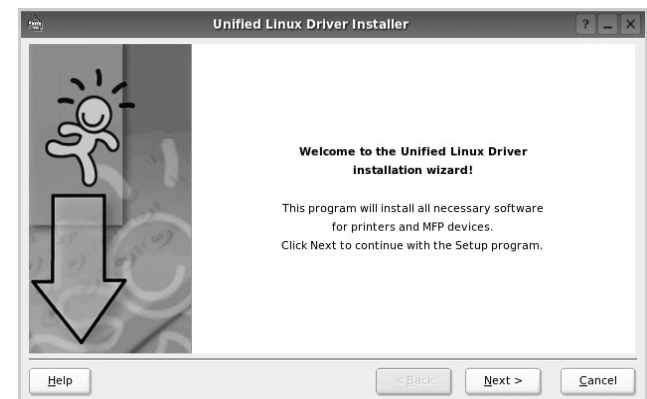 Unified Linux Driver Installer
Welcome to the Unified Linux Driver
installation wizard!
This program will install all necessary software
for printers and MFP devices.
Click Next to continue with the Setup program.
Help
< Back
Next >
Cancel